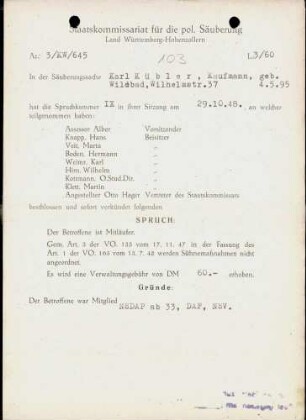 Staatskommissariat für die pol. Säuberung
Land Württemberg-Hohenzollern
Nr.: 3/KW/645
103
L3/60
In der Säuberungssache Karl Kübler, Kaufmann, geb.
Wildbad, Wilhelmstr.37 4.5.95
hat die Spruchkammer IX in ihrer Sitzung am 29.10.48. an welcher
teilgenommen haben:
Assessor Alber Vorsitzender
Knapp, Hans Beisitzer
Veit, Maria "
Boden, Hermann "
Weiner, Karl "
Hinn, Wilhelm "
Kottmann, O.Stud.Dir. "
Klett, Martin "
Angestellter Otto Hager Vertreter des Staatskommissars
beschlossen und sofort verkündet folgenden
SPRUCH:
Der Betroffene ist Mitläufer.
Gem. Art. 3 der VO. 133 vom 17. 11. 47 in der Fassung des
Art. 1 der VO. 165 vom 13. 7. 48 werden Sühnemaßnahmen nicht
angeordnet.
Es wird eine Verwaltungsgebühr von DM 60.- erhoben.
Gründe:
Der Betroffene war Mitglied
NSDAP ab 33, DAF, NSV.